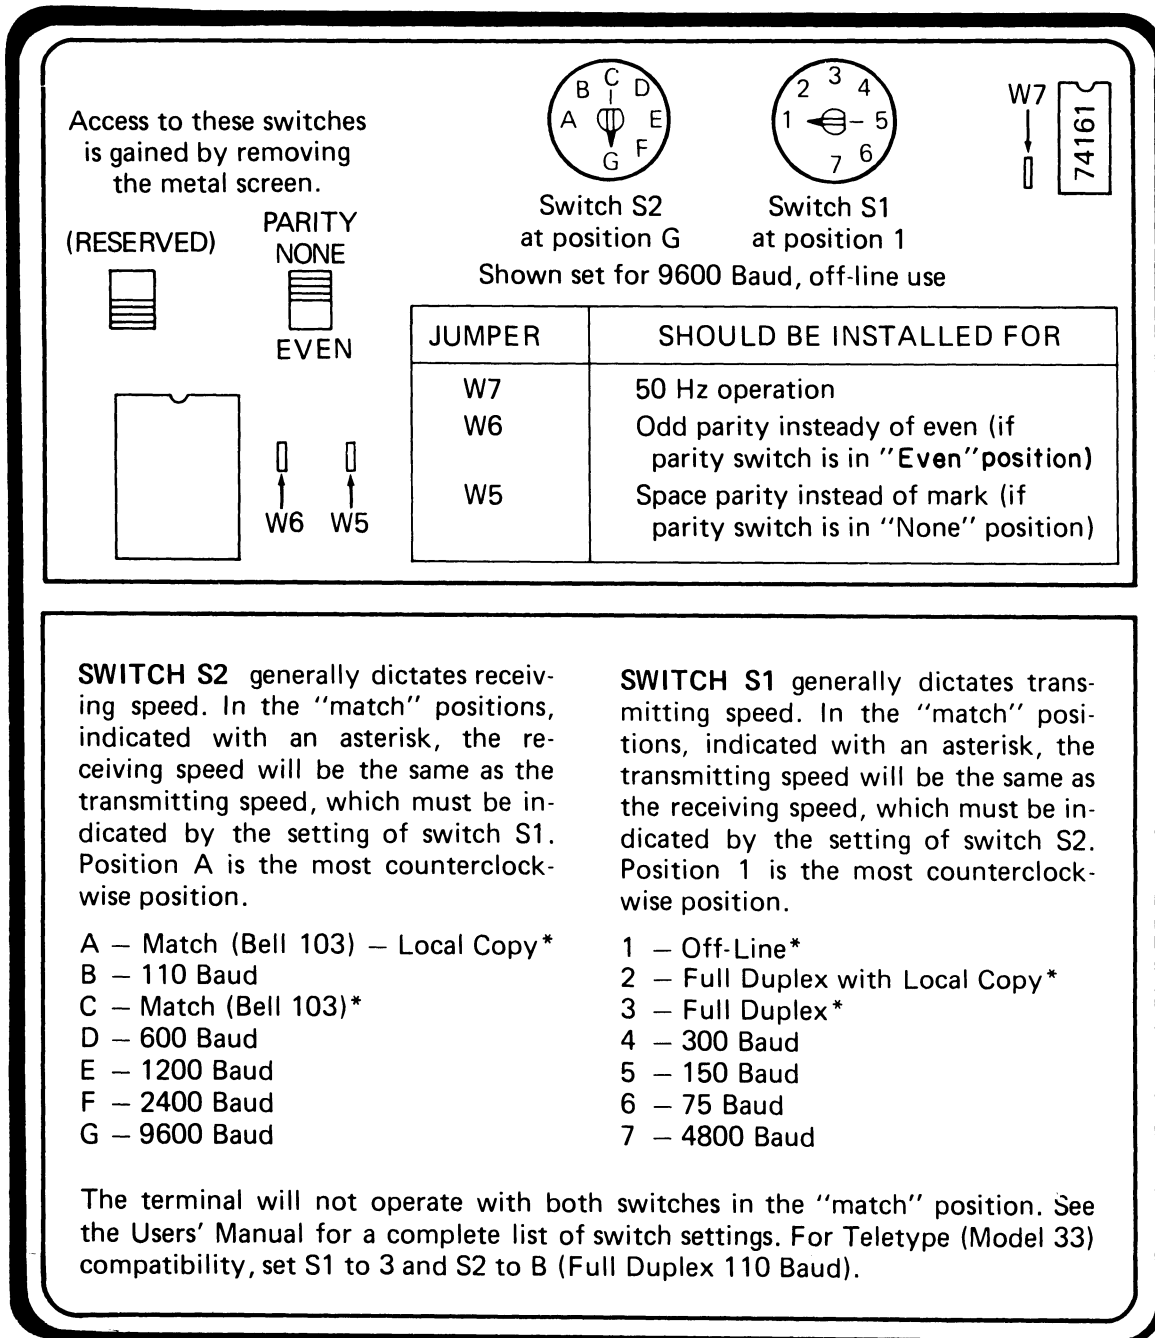 Access to these switches
is gained by removing
the metal screen.
(RESERVED)
PARITY
NONE
EVEN
W6 W5
A B C D E F G
Switch S2
at position G
1 2 3 4 5 6 7
Switch S1
at position 1
W7
74161
Shown set for 9600 Baud, off-line use
JUMPER SHOULD BE INSTALLED FOR
W7 50 Hz operation
W6 Odd parity insteady of even (if
parity switch is in "Even" position)
W5 Space parity instead of mark (if
parity switch is in "None" position)
SWITCH S2 generally dictates receiv-
ing speed. In the "match" positions,
indicated with an asterisk, the re-
ceiving speed will be the same as the
transmitting speed, which must be in-
dicated by the setting of switch S1.
Position A is the most counterclock-
wise position.
A – Match (Bell 103) – Local Copy*
B – 110 Baud
C – Match (Bell 103)*
D – 600 Baud
E – 1200 Baud
F – 2400 Baud
G – 9600 Baud
SWITCH S1 generally dictates trans-
mitting speed. In the "match" posi-
tions, indicated with an asterisk, the
transmitting speed will be the same as
the receiving speed, which must be in-
dicated by the setting of switch S2.
Position 1 is the most counterclock-
wise position.
1 – Off-Line*
2 – Full Duplex with Local Copy*
3 – Full Duplex*
4 – 300 Baud
5 – 150 Baud
6 – 75 Baud
7 – 4800 Baud
The terminal will not operate with both switches in the "match" position. See
the Users' Manual for a complete list of switch settings. For Teletype (Model 33)
compatibility, set S1 to 3 and S2 to B (Full Duplex 110 Baud).